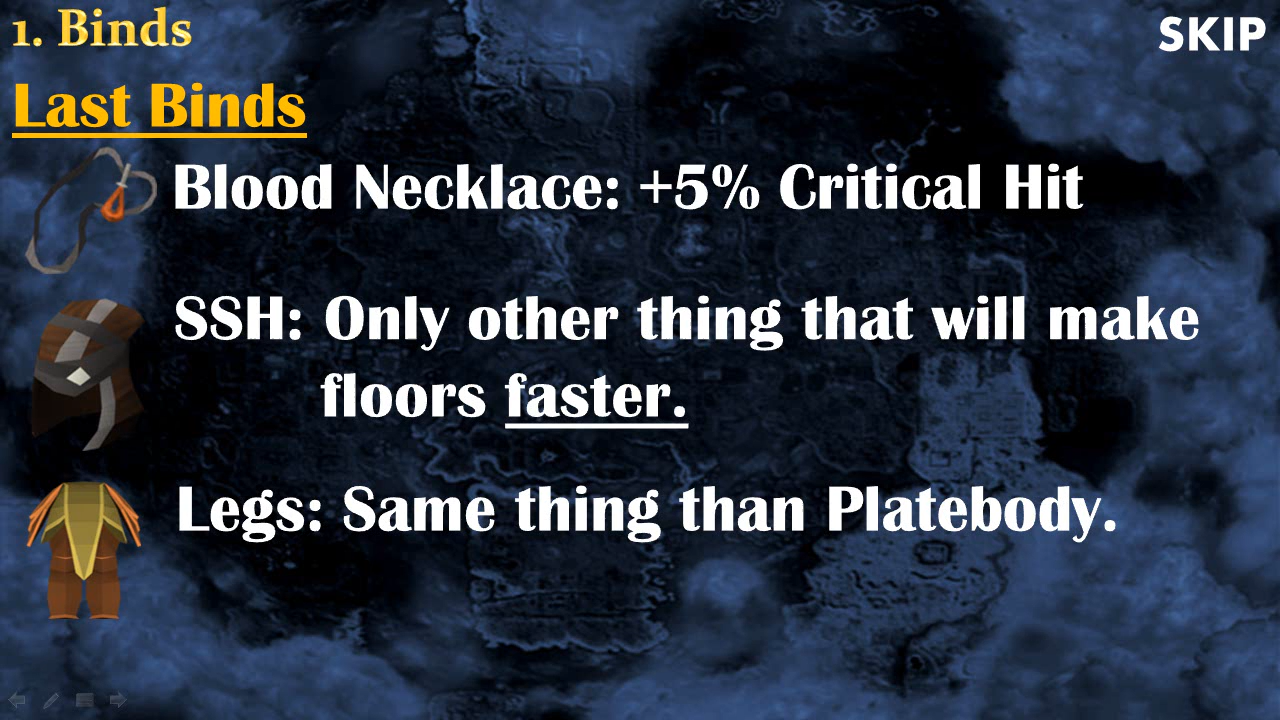 1. Binds
SKIP
Last Binds
Blood Necklace: +5% Critical Hit
SSH: Only other thing that will make
floors faster.
Legs: Same thing than Platebody.